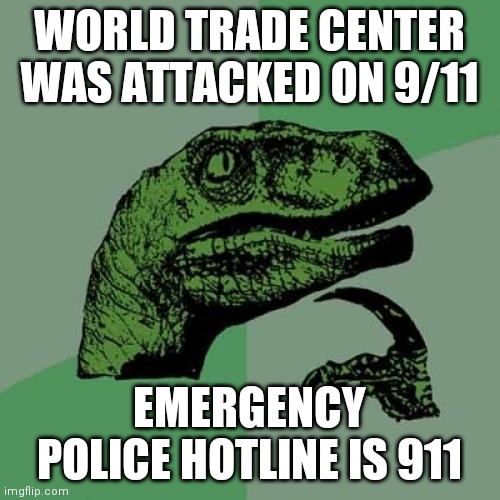 WORLD TRADE CENTER
WAS ATTACKED ON 9/11
EMERGENCY
POLICE HOTLINE IS 911
imgflip.com